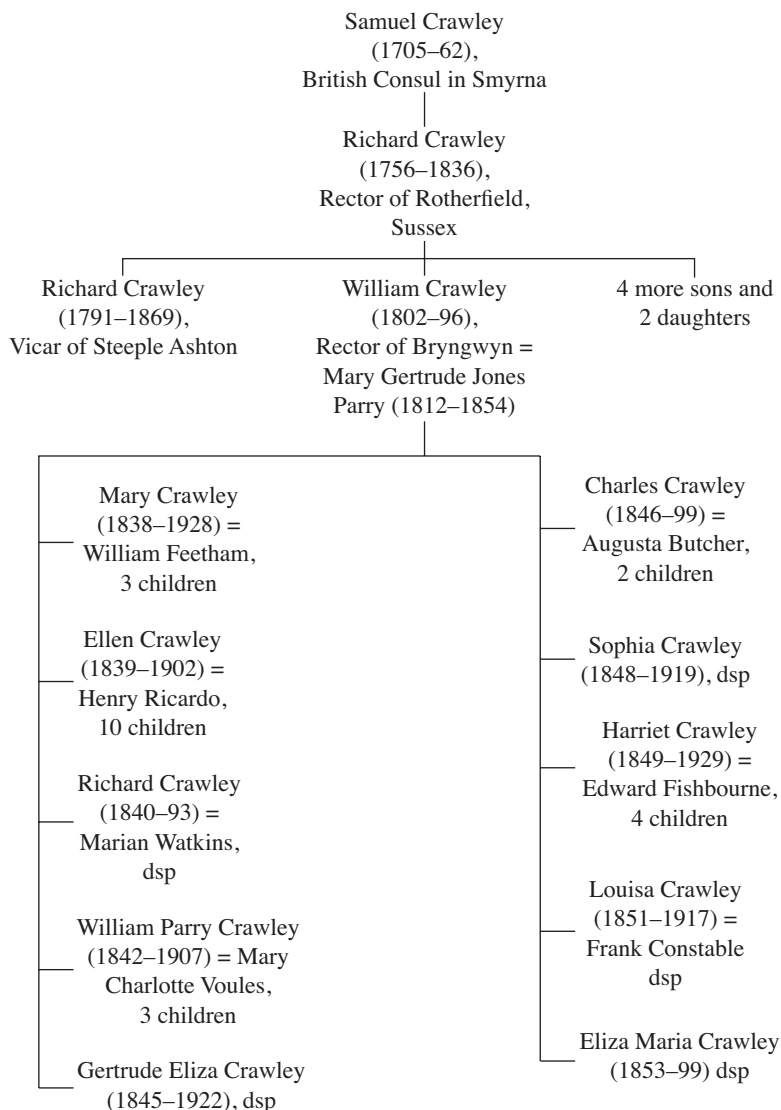 Samuel Crawley
(1705–62),
British Consul in Smyrna
Richard Crawley
(1756–1836),
Rector of Rotherfield,
Sussex
Richard Crawley
(1791–1869),
Vicar of Steeple Ashton
William Crawley
(1802–96),
Rector of Bryngwyn =
Mary Gertrude Jones
Parry (1812–1854)
4 more sons and
2 daughters
Mary Crawley
(1838–1928) =
William Feetham,
3 children
Ellen Crawley
(1839–1902) =
Henry Ricardo,
10 children
Richard Crawley
(1840–93) =
Marian Watkins,
dsp
William Parry Crawley
(1842–1907) = Mary
Charlotte Voules,
3 children
Gertrude Eliza Crawley
(1845–1922), dsp
Charles Crawley
(1846–99) =
Augusta Butcher,
2 children
Sophia Crawley
(1848–1919), dsp
Harriet Crawley
(1849–1929) =
Edward Fishbourne,
4 children
Louisa Crawley
(1851–1917) =
Frank Constable
dsp
Eliza Maria Crawley
(1853–99) dsp